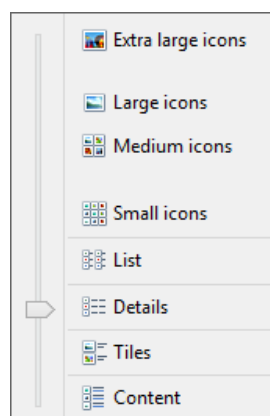 Extra large icons
Large icons
Medium icons
Small icons
List
Details
Tiles
Content